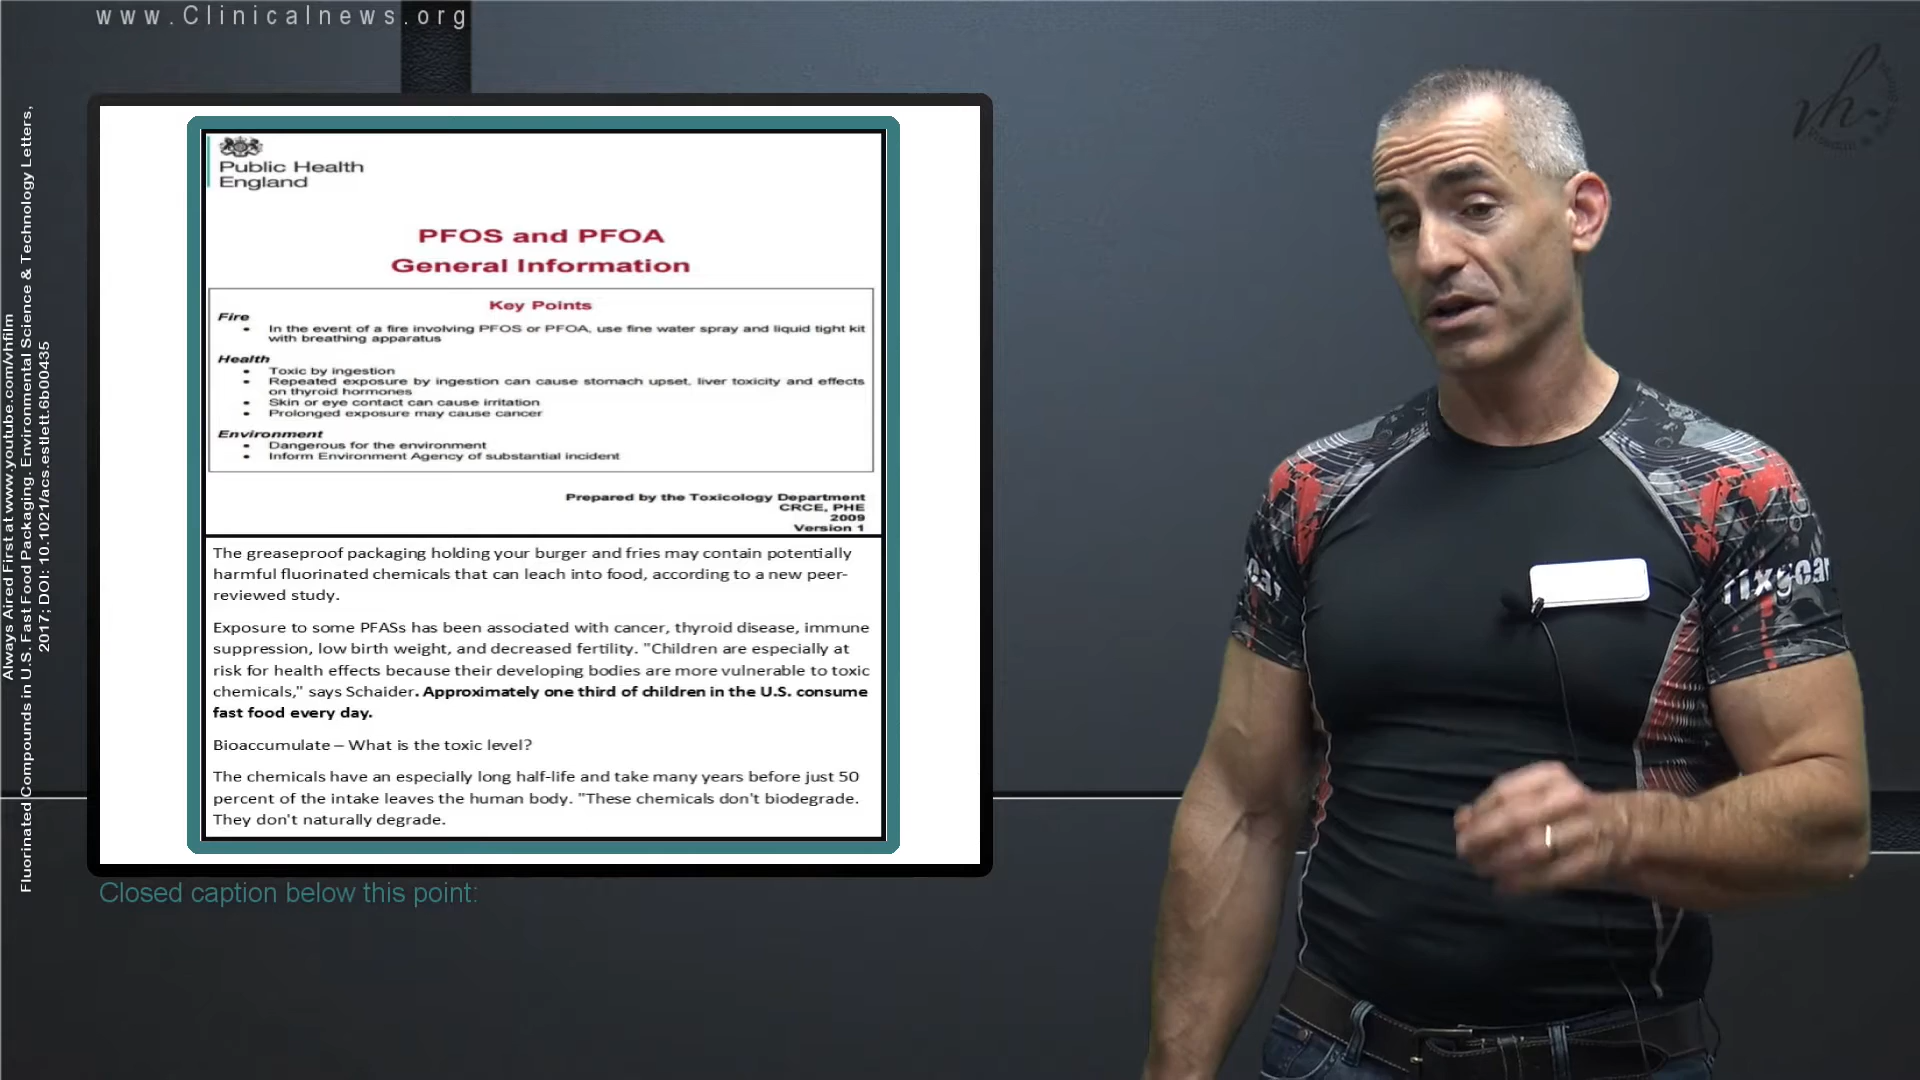 www.Clinicalnews.org
Always Aired First at www.youtube.com/vhfilm
Fluorinated Compounds in U.S. Fast Food Packaging. Environmental Science & Technology Letters,
2017; DOI: 10.1021/acs.estlett.6b00435
Public Health
England
PFOS and PFOA
General Information
Key Points
Fire
• In the event of a fire involving PFOS or PFOA, use fine water spray and liquid tight kit
with breathing apparatus
Health
• Toxic by ingestion
• Repeated exposure by ingestion can cause stomach upset, liver toxicity and effects
on thyroid hormones
• Skin or eye contact can cause irritation
• Prolonged exposure may cause cancer
Environment
• Dangerous for the environment
• Inform Environment Agency of substantial incident
Prepared by the Toxicology Department
CRCE, PHE
2009
Version 1
The greaseproof packaging holding your burger and fries may contain potentially
harmful fluorinated chemicals that can leach into food, according to a new peer-
reviewed study.
Exposure to some PFASs has been associated with cancer, thyroid disease, immune
suppression, low birth weight, and decreased fertility. "Children are especially at
risk for health effects because their developing bodies are more vulnerable to toxic
chemicals," says Schaider. Approximately one third of children in the U.S. consume
fast food every day.
Bioaccumulate – What is the toxic level?
The chemicals have an especially long half-life and take many years before just 50
percent of the intake leaves the human body. "These chemicals don't biodegrade.
They don't naturally degrade.
Closed caption below this point:
vh